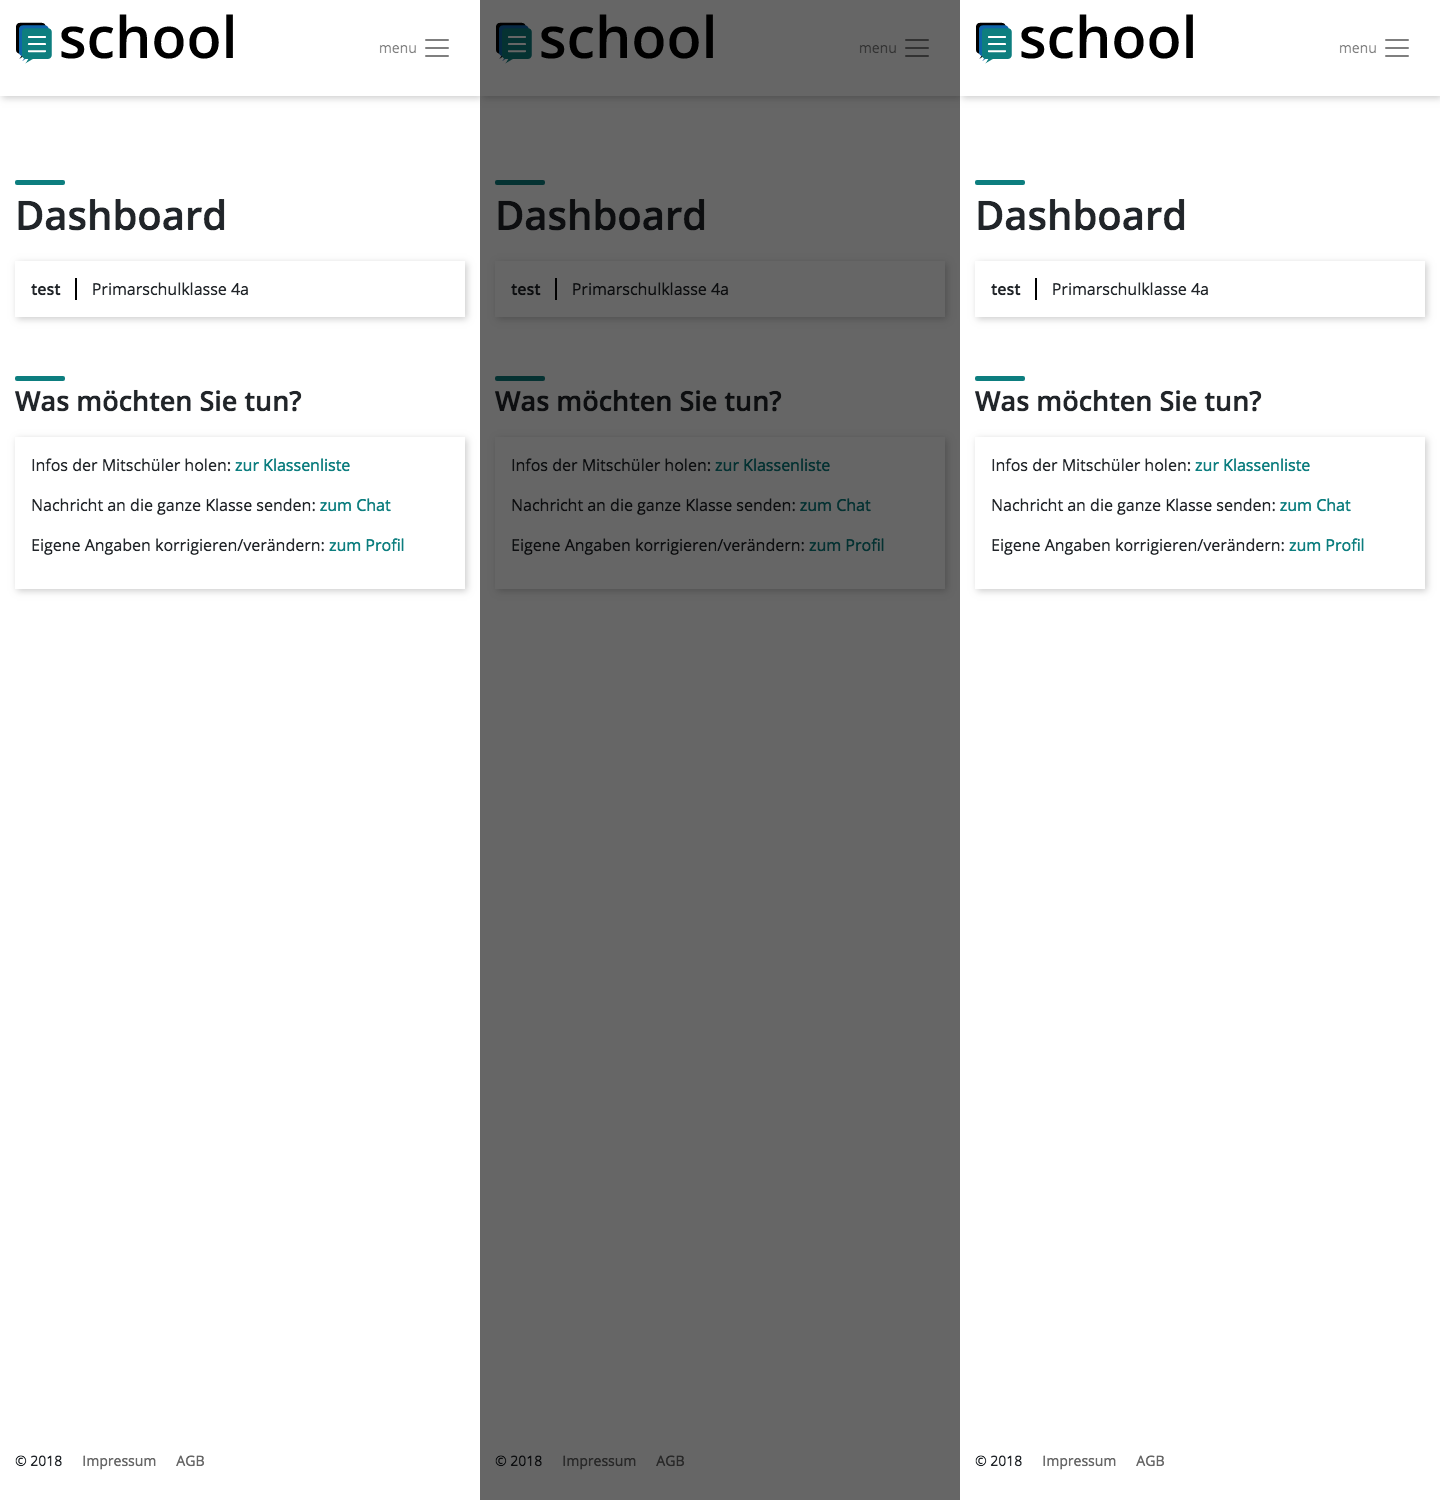 school
menu
Dashboard
test
Primarschulklasse 4a
Was möchten Sie tun?
Infos der Mitschüler holen: zur Klassenliste
Nachricht an die ganze Klasse senden: zum Chat
Eigene Angaben korrigieren/verändern: zum Profil
© 2018 Impressum AGB
school
menu
Dashboard
test
Primarschulklasse 4a
Was möchten Sie tun?
Infos der Mitschüler holen: zur Klassenliste
Nachricht an die ganze Klasse senden: zum Chat
Eigene Angaben korrigieren/verändern: zum Profil
© 2018 Impressum AGB
school
menu
Dashboard
test
Primarschulklasse 4a
Was möchten Sie tun?
Infos der Mitschüler holen: zur Klassenliste
Nachricht an die ganze Klasse senden: zum Chat
Eigene Angaben korrigieren/verändern: zum Profil
© 2018 Impressum AGB